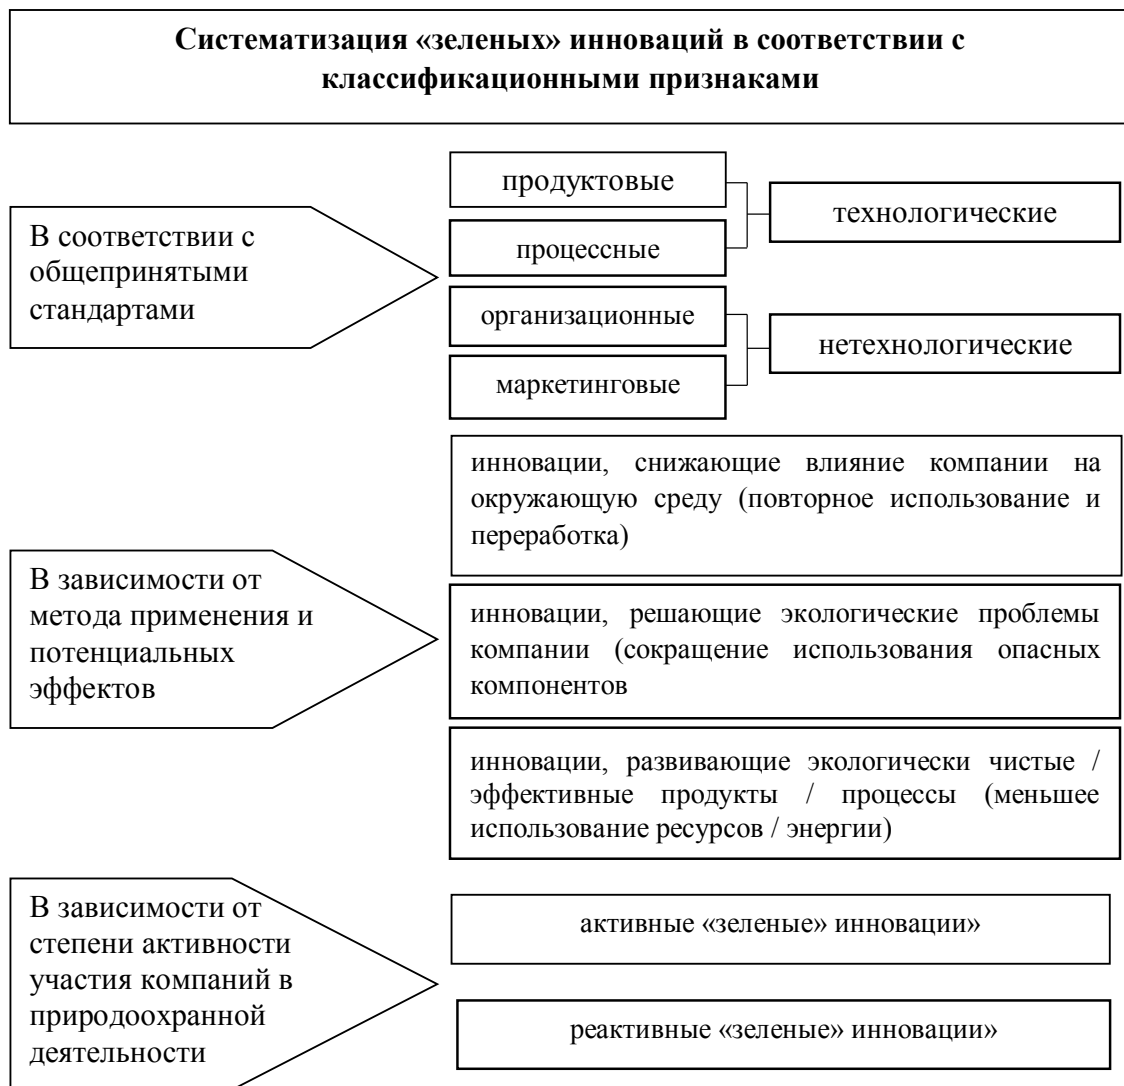 Систематизация «зеленых» инноваций в соответствии с
классификационными признаками
В соответствии с
общепринятыми
стандартами
продуктовые
процессные
организационные
маркетинговые
технологические
нетехнологические
В зависимости от
метода применения и
потенциальных
эффектов
инновации, снижающие влияние компании на
окружающую среду (повторное использование и
переработка)
инновации, решающие экологические проблемы
компании (сокращение использования опасных
компонентов
инновации, развивающие экологически чистые /
эффективные продукты / процессы (меньшее
использование ресурсов / энергии)
В зависимости от
степени активности
участия компаний в
природоохранной
деятельности
активные «зеленые» инновации»
реактивные «зеленые» инновации»